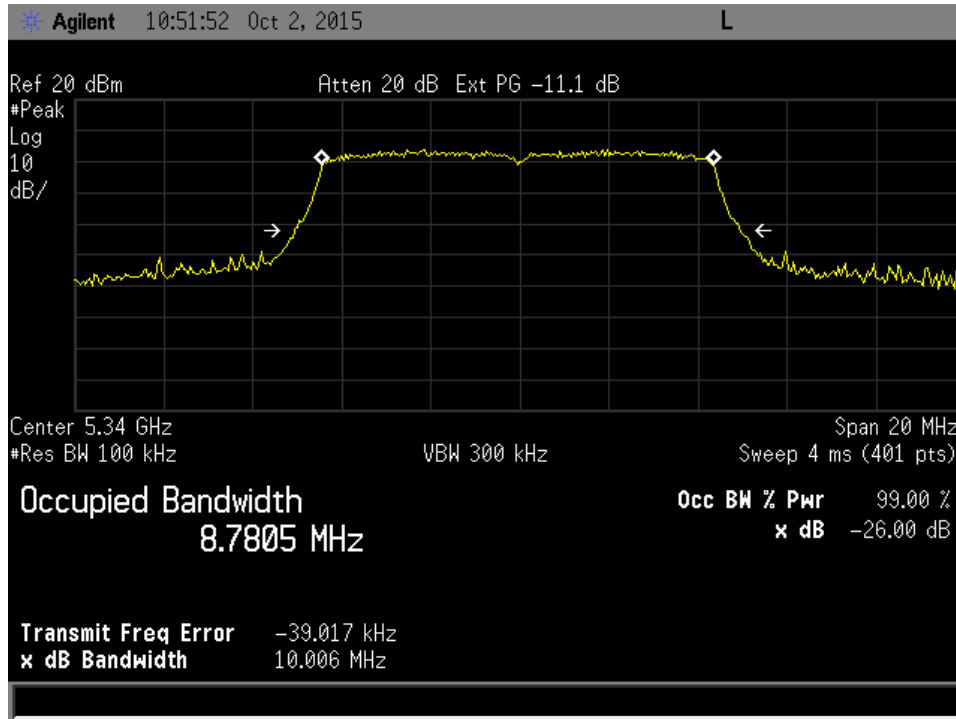 Agilent 10:51:52 Oct 2, 2015 L
Ref 20 dBm Atten 20 dB Ext PG -11.1 dB
#Peak
Log
10
dB/
Center 5.34 GHz Span 20 MHz
#Res BW 100 kHz VBW 300 kHz Sweep 4 ms (401 pts)
Occupied Bandwidth Occ BW % Pwr 99.00 %
8.7805 MHz x dB -26.00 dB
Transmit Freq Error -39.017 kHz
x dB Bandwidth 10.006 MHz